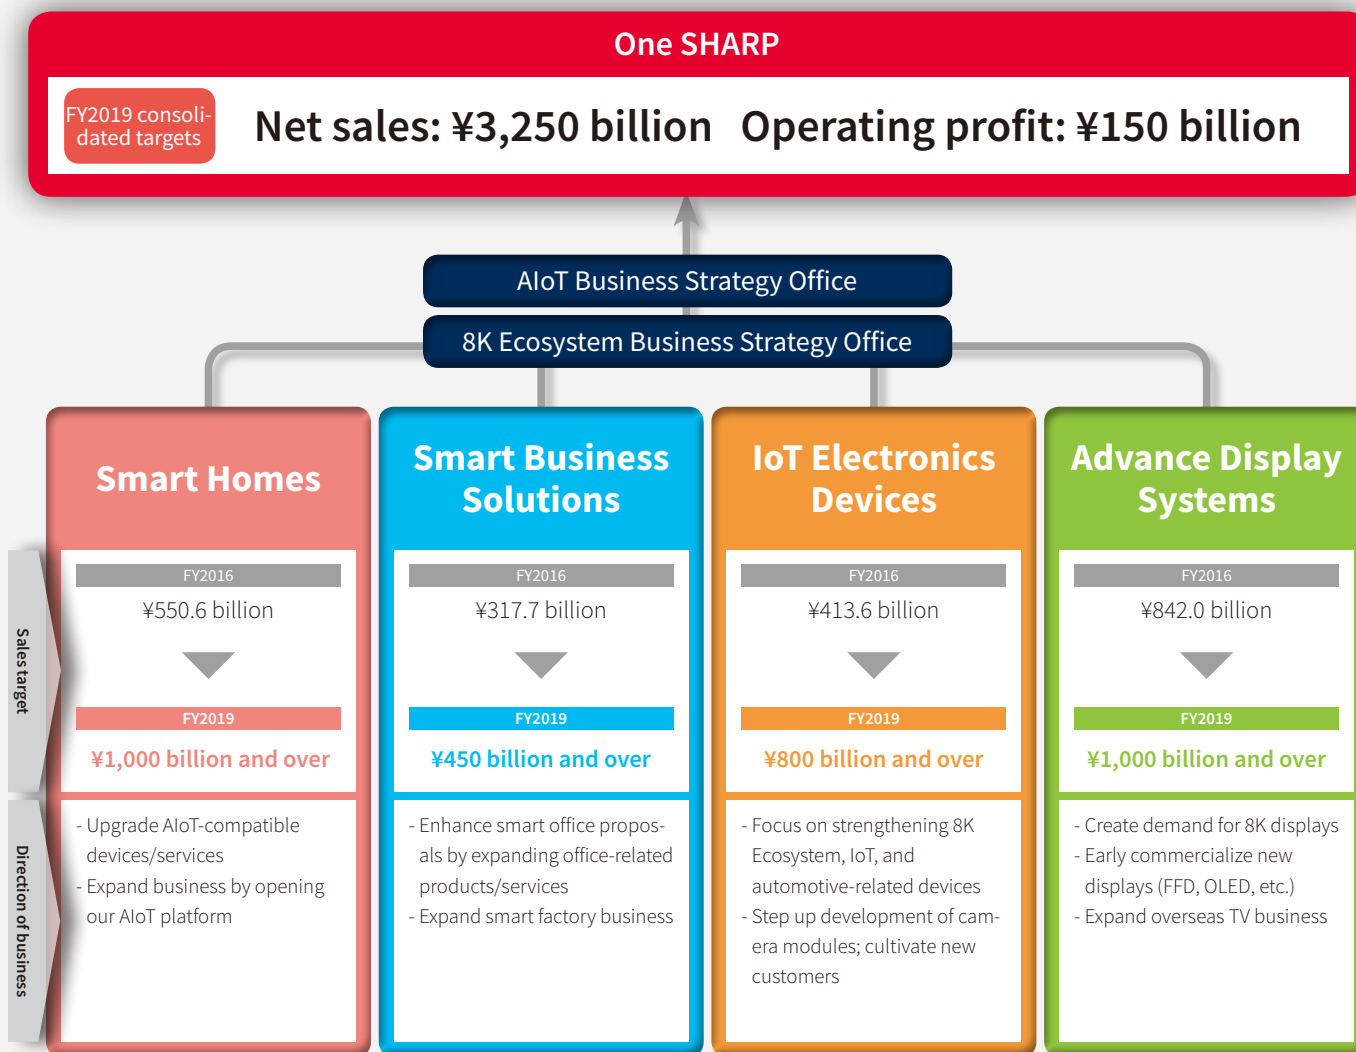 One SHARP
FY2019 consoli-
dated targets
Net sales: ¥3,250 billion Operating profit: ¥150 billion
AIoT Business Strategy Office
8K Ecosystem Business Strategy Office
Smart Homes
Smart Business
Solutions
IoT Electronics
Devices
Advance Display
Systems
Sales target
FY2016
¥550.6 billion
FY2019
¥1,000 billion and over
FY2016
¥317.7 billion
FY2019
¥450 billion and over
FY2016
¥413.6 billion
FY2019
¥800 billion and over
FY2016
¥842.0 billion
FY2019
¥1,000 billion and over
Direction of business
- Upgrade AIoT-compatible
devices/services
- Expand business by opening
our AIoT platform
- Enhance smart office propos-
als by expanding office-related
products/services
- Expand smart factory business
- Focus on strengthening 8K
Ecosystem, IoT, and
automotive-related devices
- Step up development of cam-
era modules; cultivate new
customers
- Create demand for 8K displays
- Early commercialize new
displays (FFD, OLED, etc.)
- Expand overseas TV business